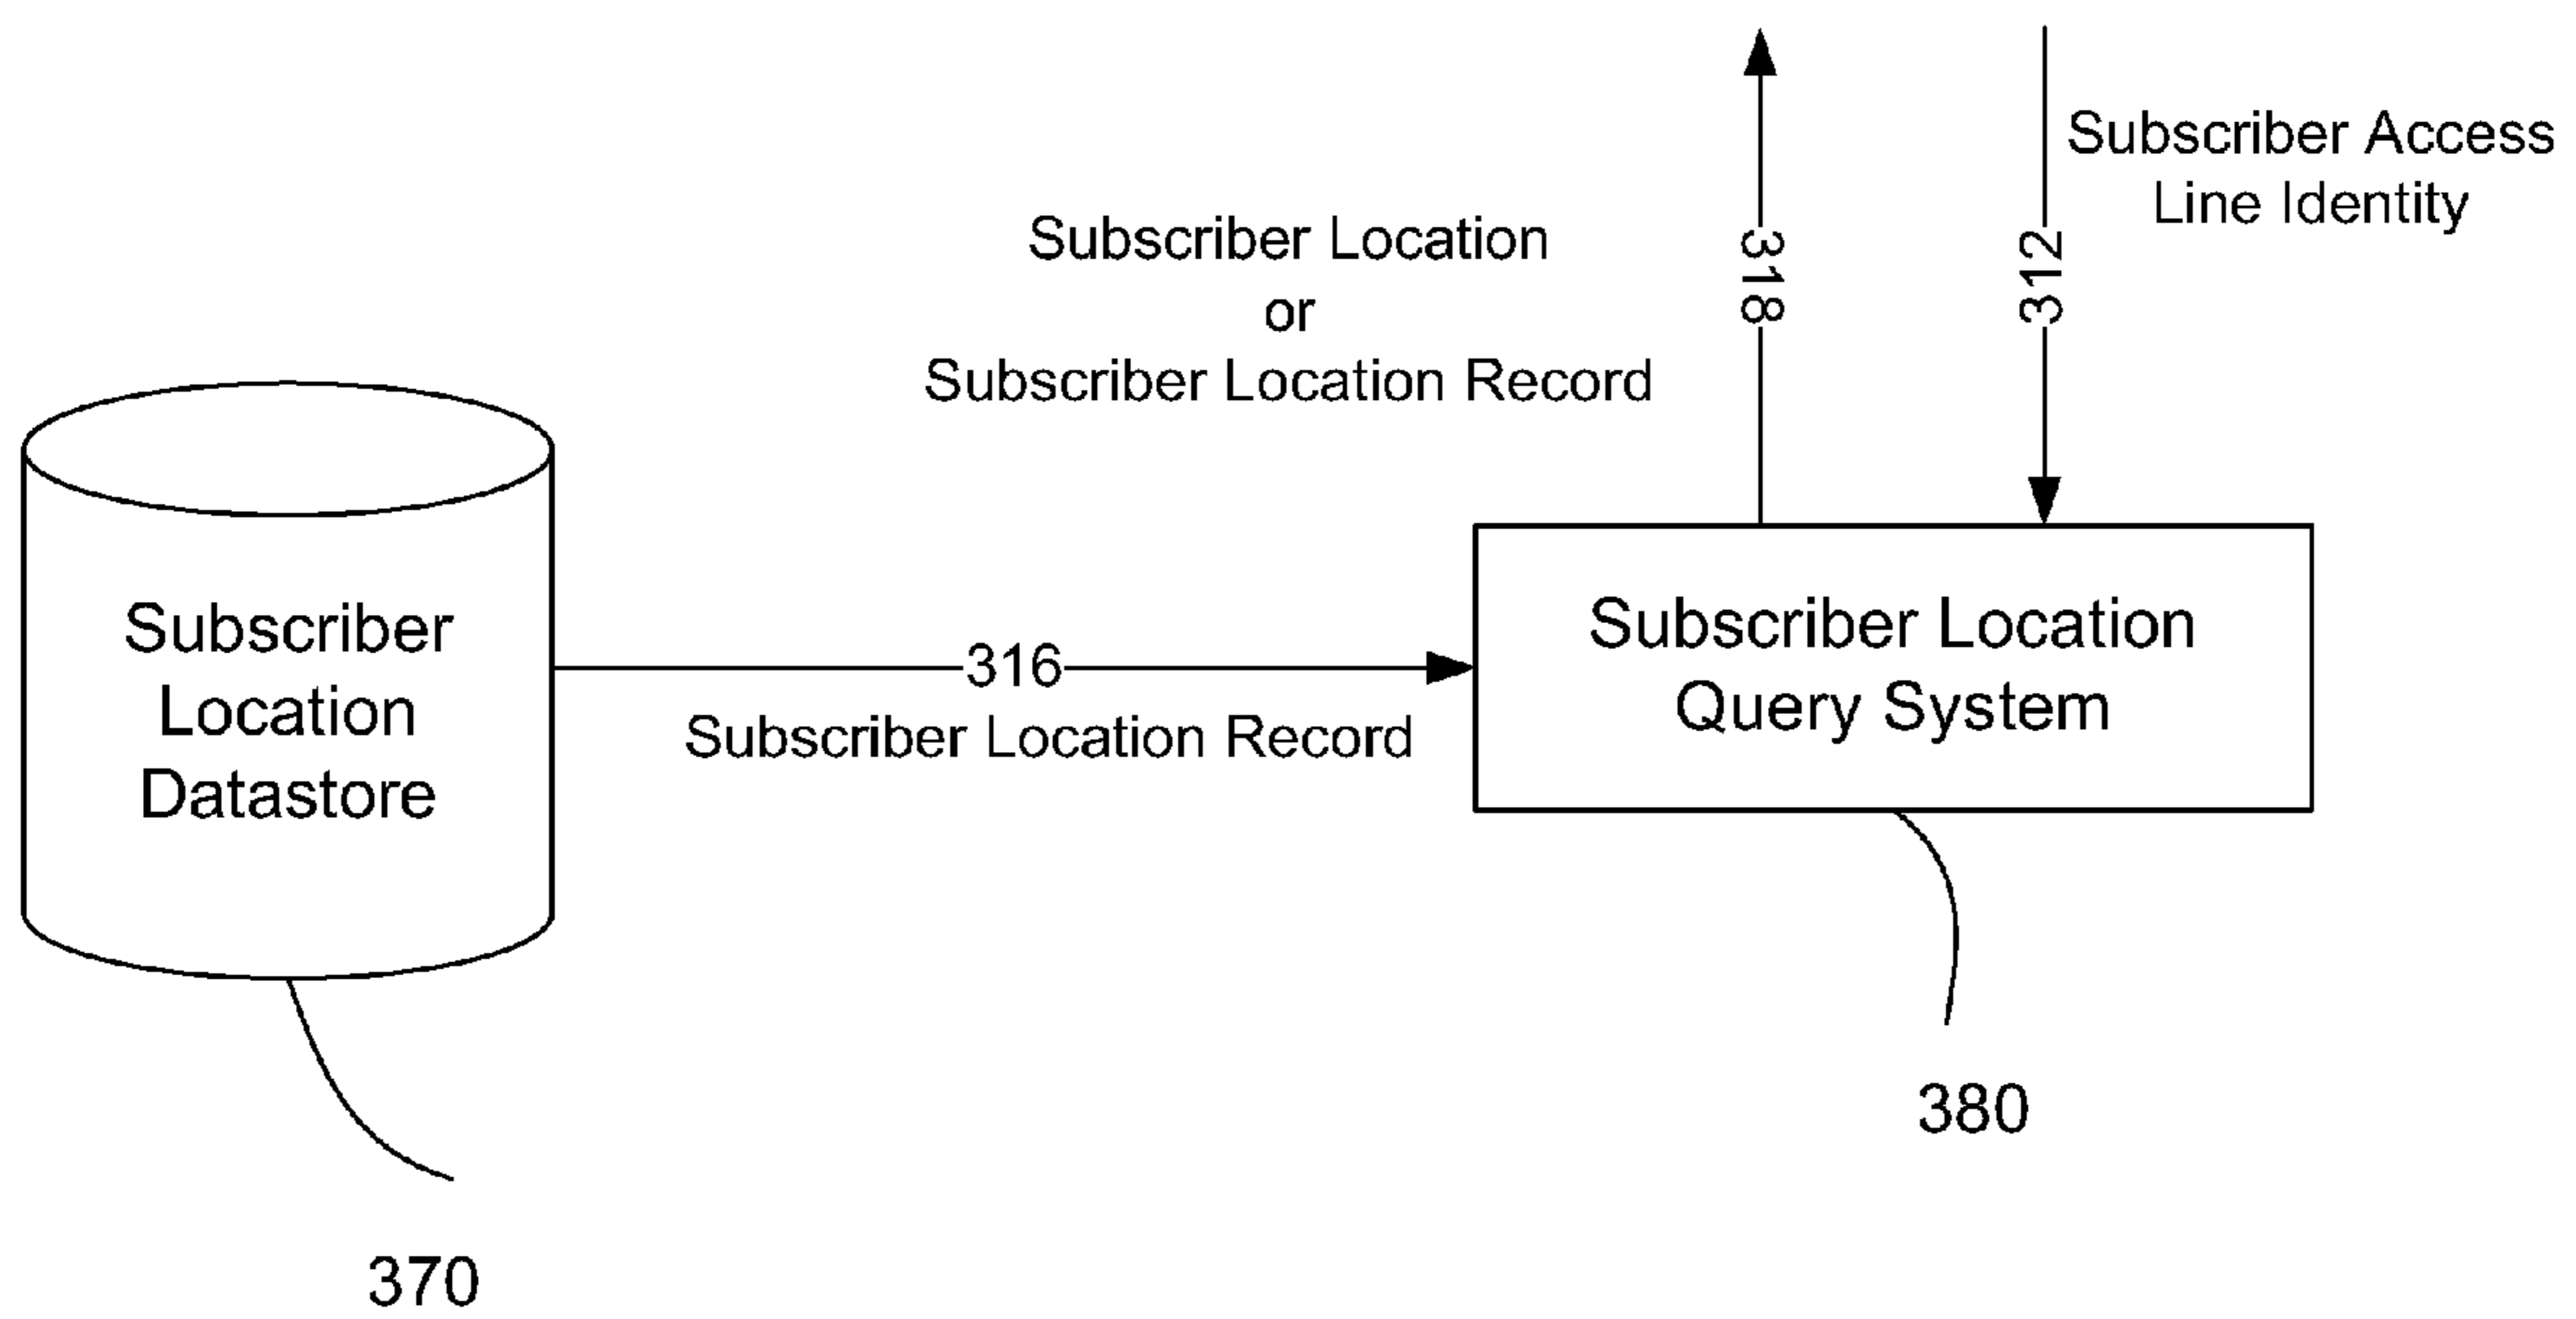 Subscriber Access
Line Identity
Subscriber Location
or
Subscriber Location Record
318
312
Subscriber
Location
Datastore
316
Subscriber Location Record
Subscriber Location
Query System
380
370